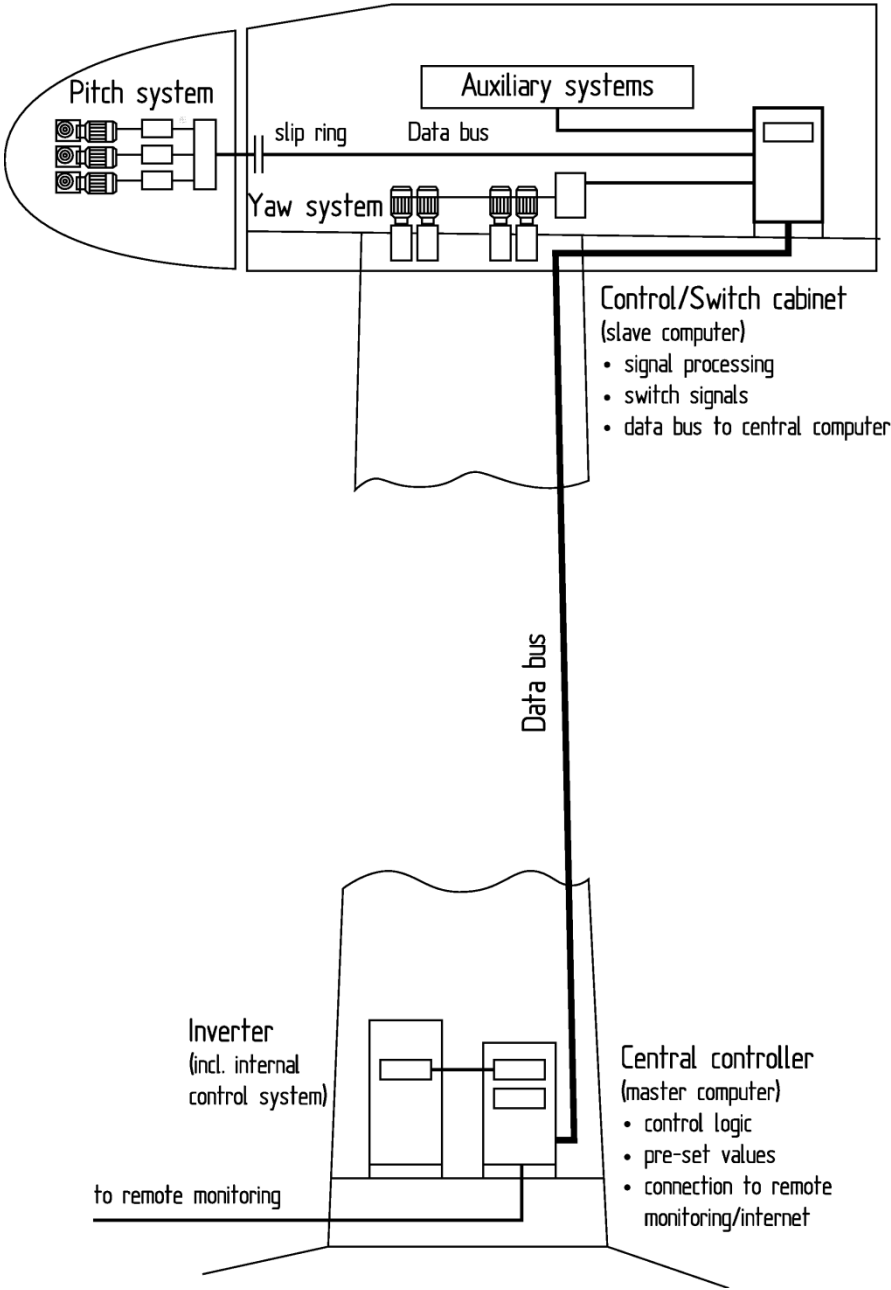 Pitch system
Auxiliary systems
slip ring
Data bus
Yaw system
Control/Switch cabinet
(slave computer)
• signal processing
• switch signals
• data bus to central computer
Data bus
Inverter
(incl. internal
control system)
Central controller
(master computer)
• control logic
• pre-set values
• connection to remote
monitoring/internet
to remote monitoring